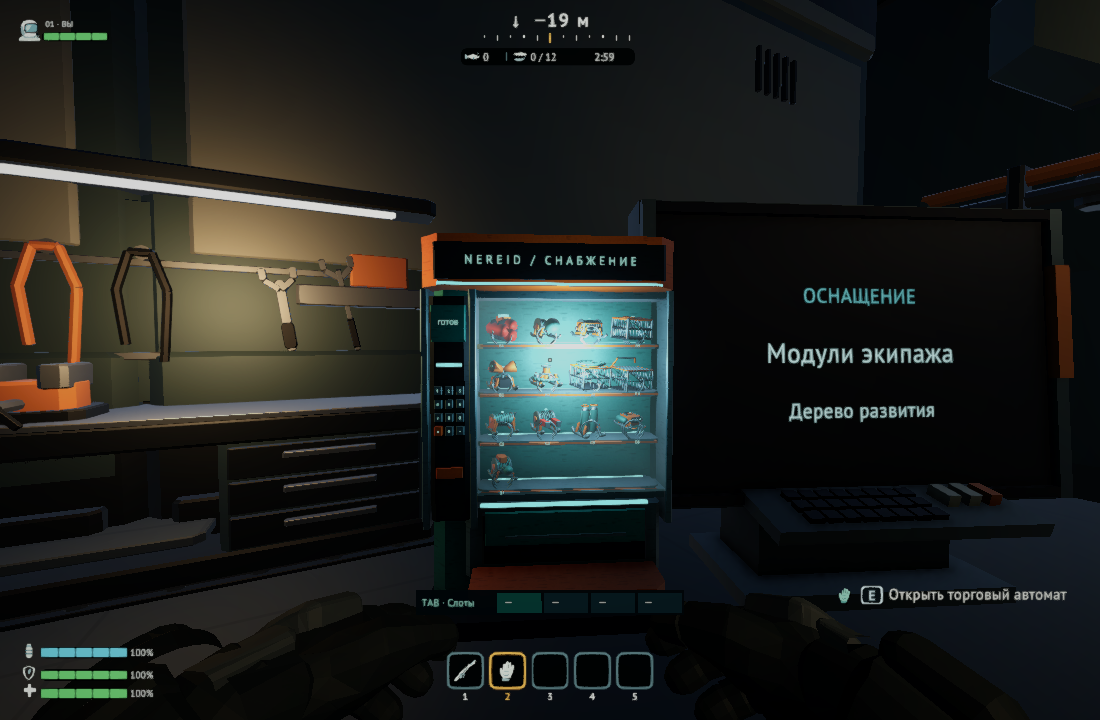 01 · ВЫ
−19 м
0
0/12
2:59
NEREID / СНАБЖЕНИЕ
ГОТОВ
ОСНАЩЕНИЕ
Модули экипажа
Дерево развития
TAB · Слоты
E Открыть торговый автомат
100%
100%
100%
1 2 3 4 5